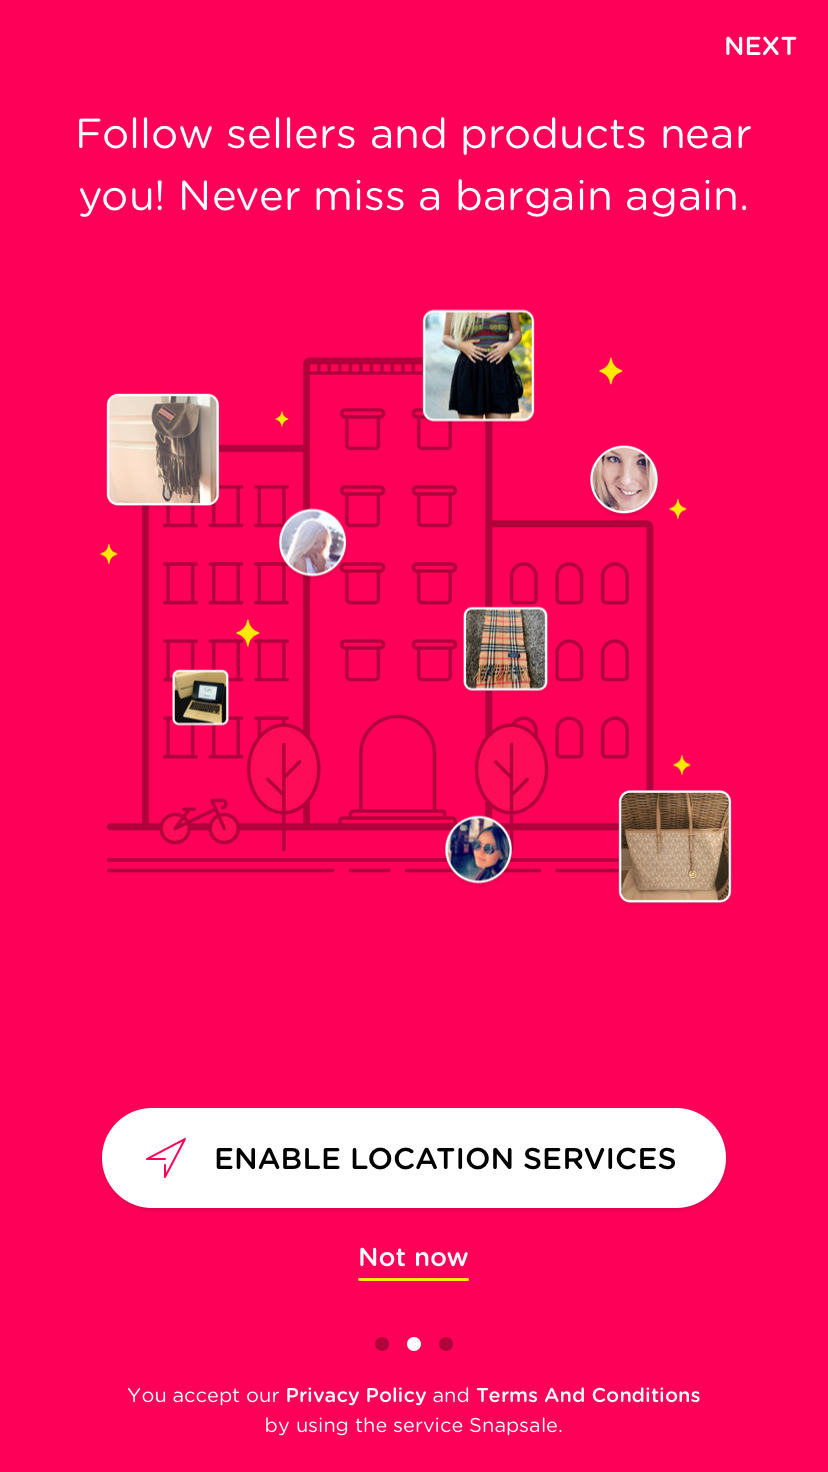 NEXT
Follow sellers and products near
you! Never miss a bargain again.
ENABLE LOCATION SERVICES
Not now
You accept our Privacy Policy and Terms And Conditions
by using the service Snapsale.